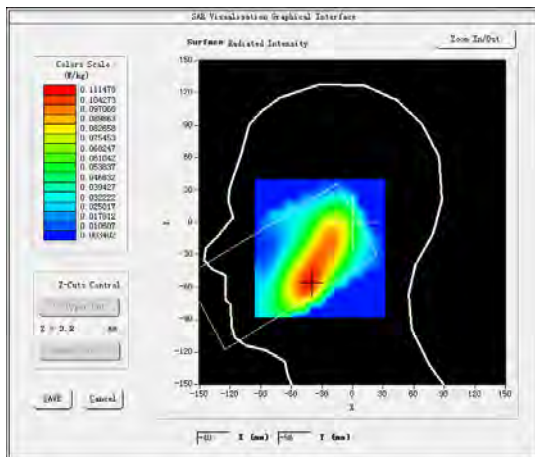 SAR Visualisation Graphical Interface
Surface Radiated Intensity
Zoom In/Out
Colors Scale
(W/kg)
0.111478
0.104273
0.097068
0.089863
0.082658
0.075453
0.068247
0.061042
0.053837
0.046632
0.039427
0.032222
0.025017
0.017812
0.010607
0.003402
150
120
90
60
30
0
-30
-60
-90
-120
-150
-150 -120 -90 -60 -30 0 30 60 90 120 150
X
Z-Cuts Control
Z = 3.2 mm
SAVE
Cancel
-40 X (mm) -56 Y (mm)